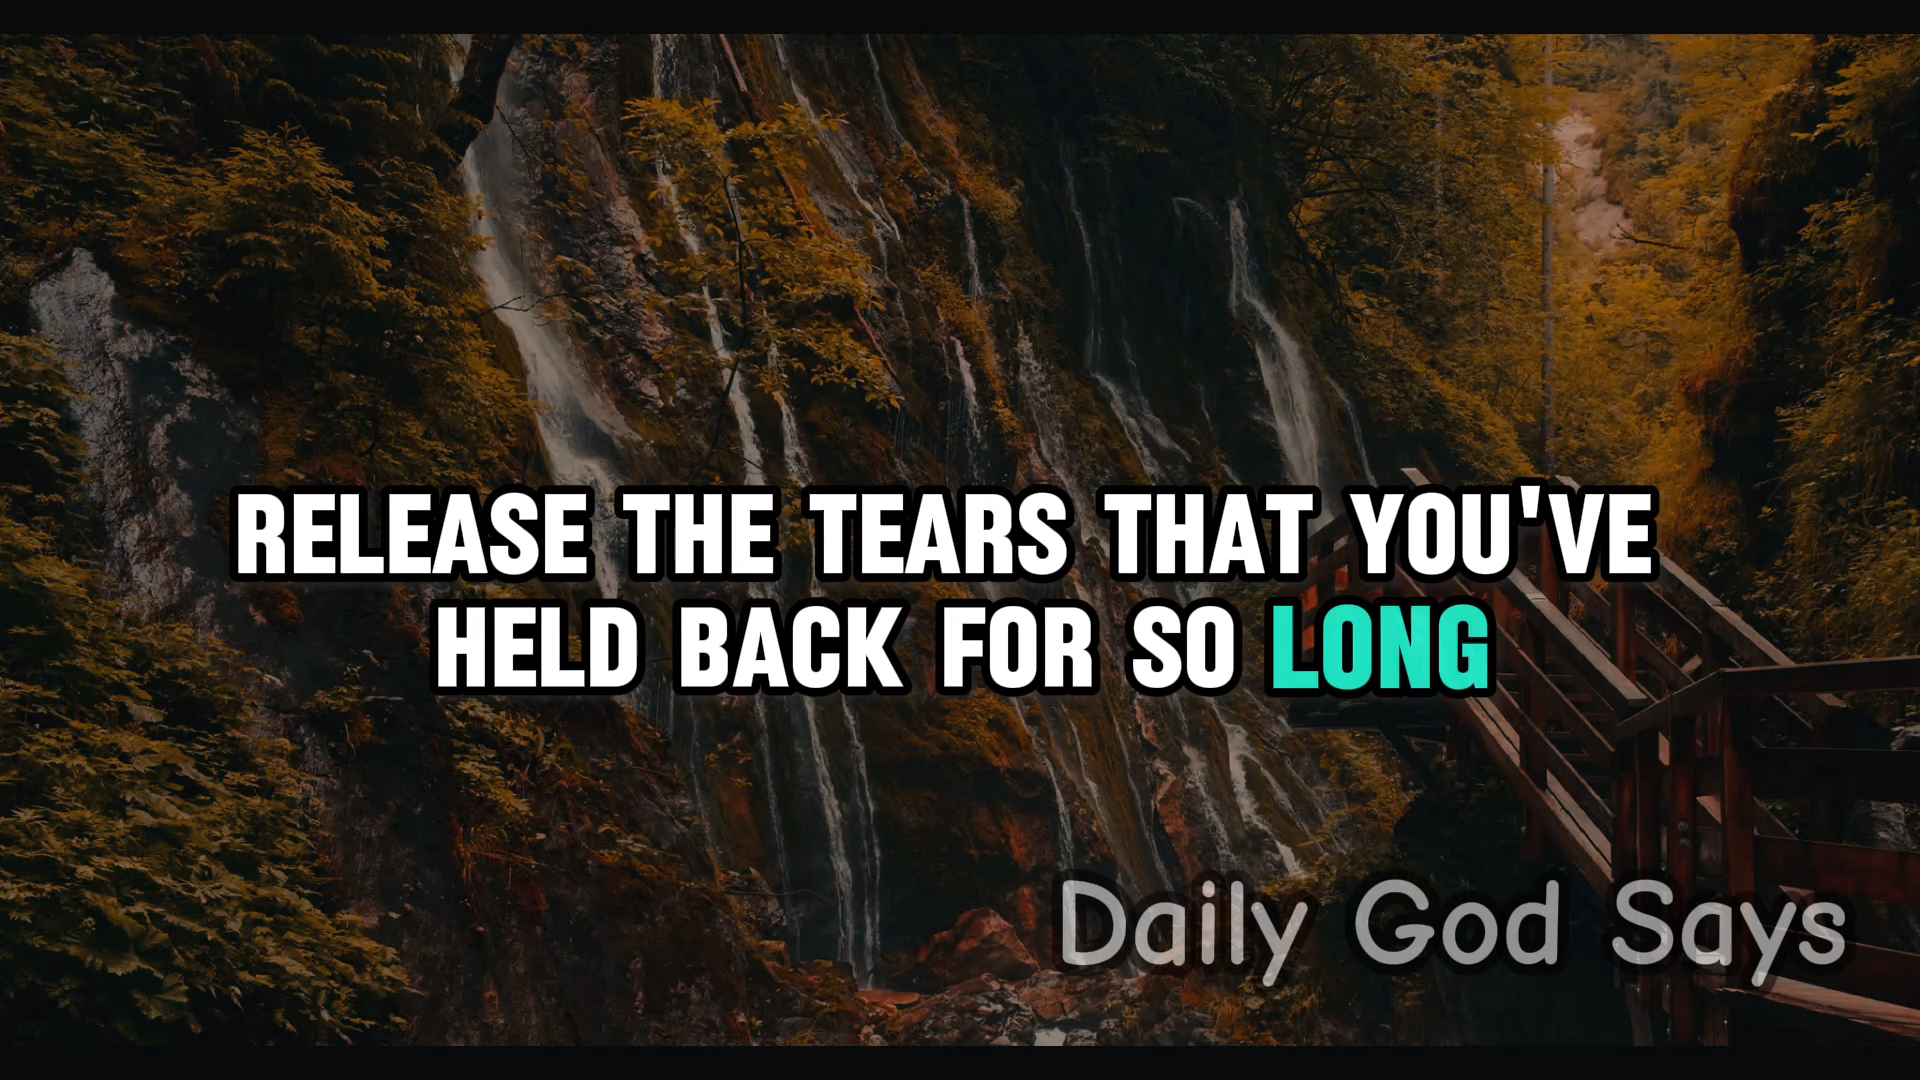 RELEASE THE TEARS THAT YOU'VE
HELD BACK FOR SO LONG
Daily God Says